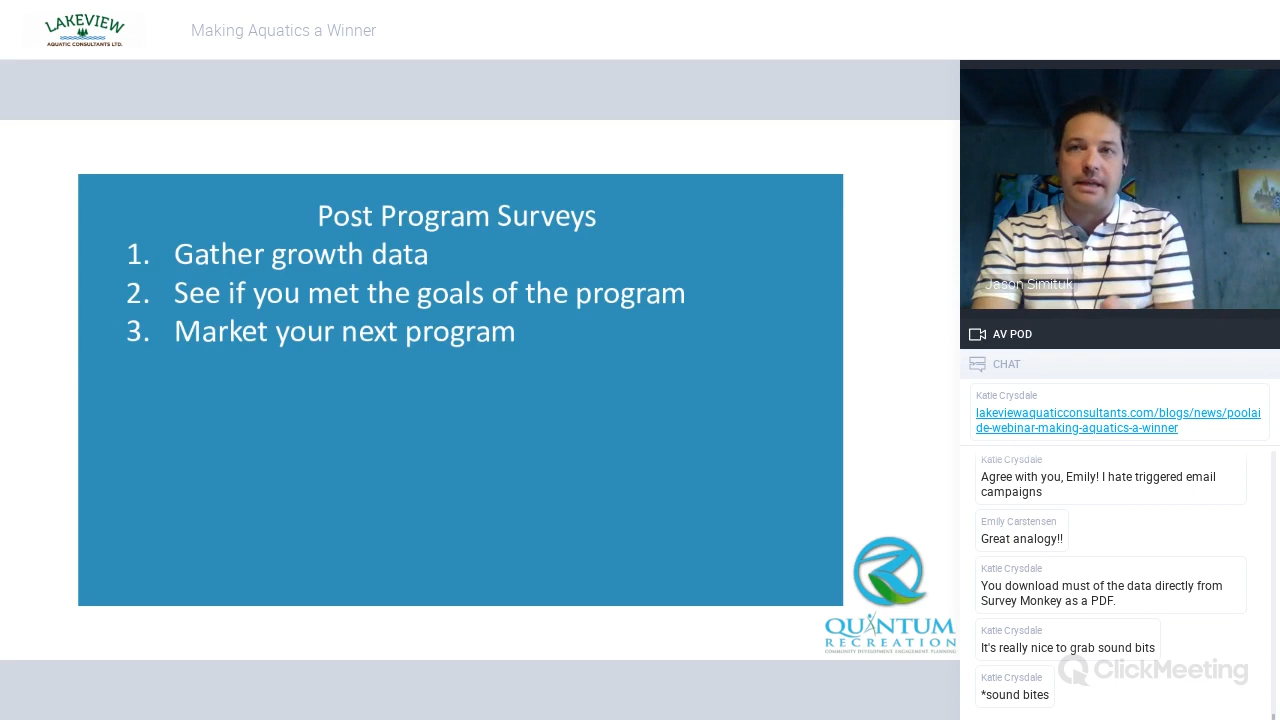 LAKEVIEW
AQUATIC CONSULTANTS LTD.
Making Aquatics a Winner
Post Program Surveys
1. Gather growth data
2. See if you met the goals of the program
3. Market your next program
QUANTUM
RECREATION
COMMUNITY DEVELOPMENT ENGAGEMENT PLANNING
Jason Simituk
AV POD
CHAT
Katie Crysdale
lakeviewaquaticconsultants.com/blogs/news/poolai
de-webinar-making-aquatics-a-winner
Katie Crysdale
Agree with you, Emily! I hate triggered email
campaigns
Emily Carstensen
Great analogy!!
Katie Crysdale
You download must of the data directly from
Survey Monkey as a PDF.
Katie Crysdale
It's really nice to grab sound bits
Katie Crysdale
*sound bites
ClickMeeting